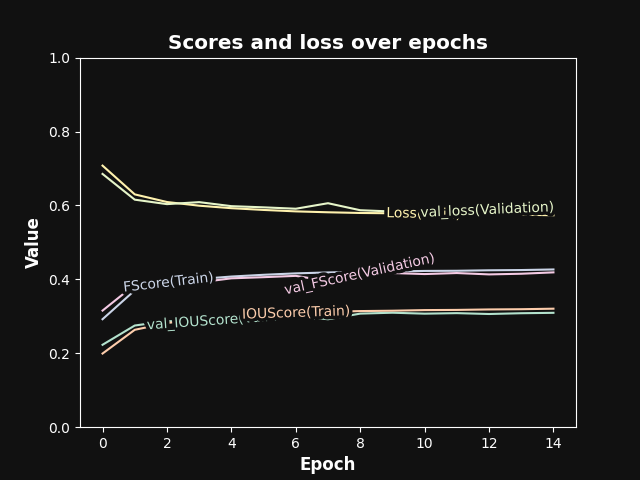 Scores and loss over epochs
1.0
0.8
0.6
0.4
0.2
0.0
Value
Loss(
val_loss(Validation)
FScore(Train)
val_FScore(Validation)
val_IOUScore(
IOUScore(Train)
0 2 4 6 8 10 12 14
Epoch